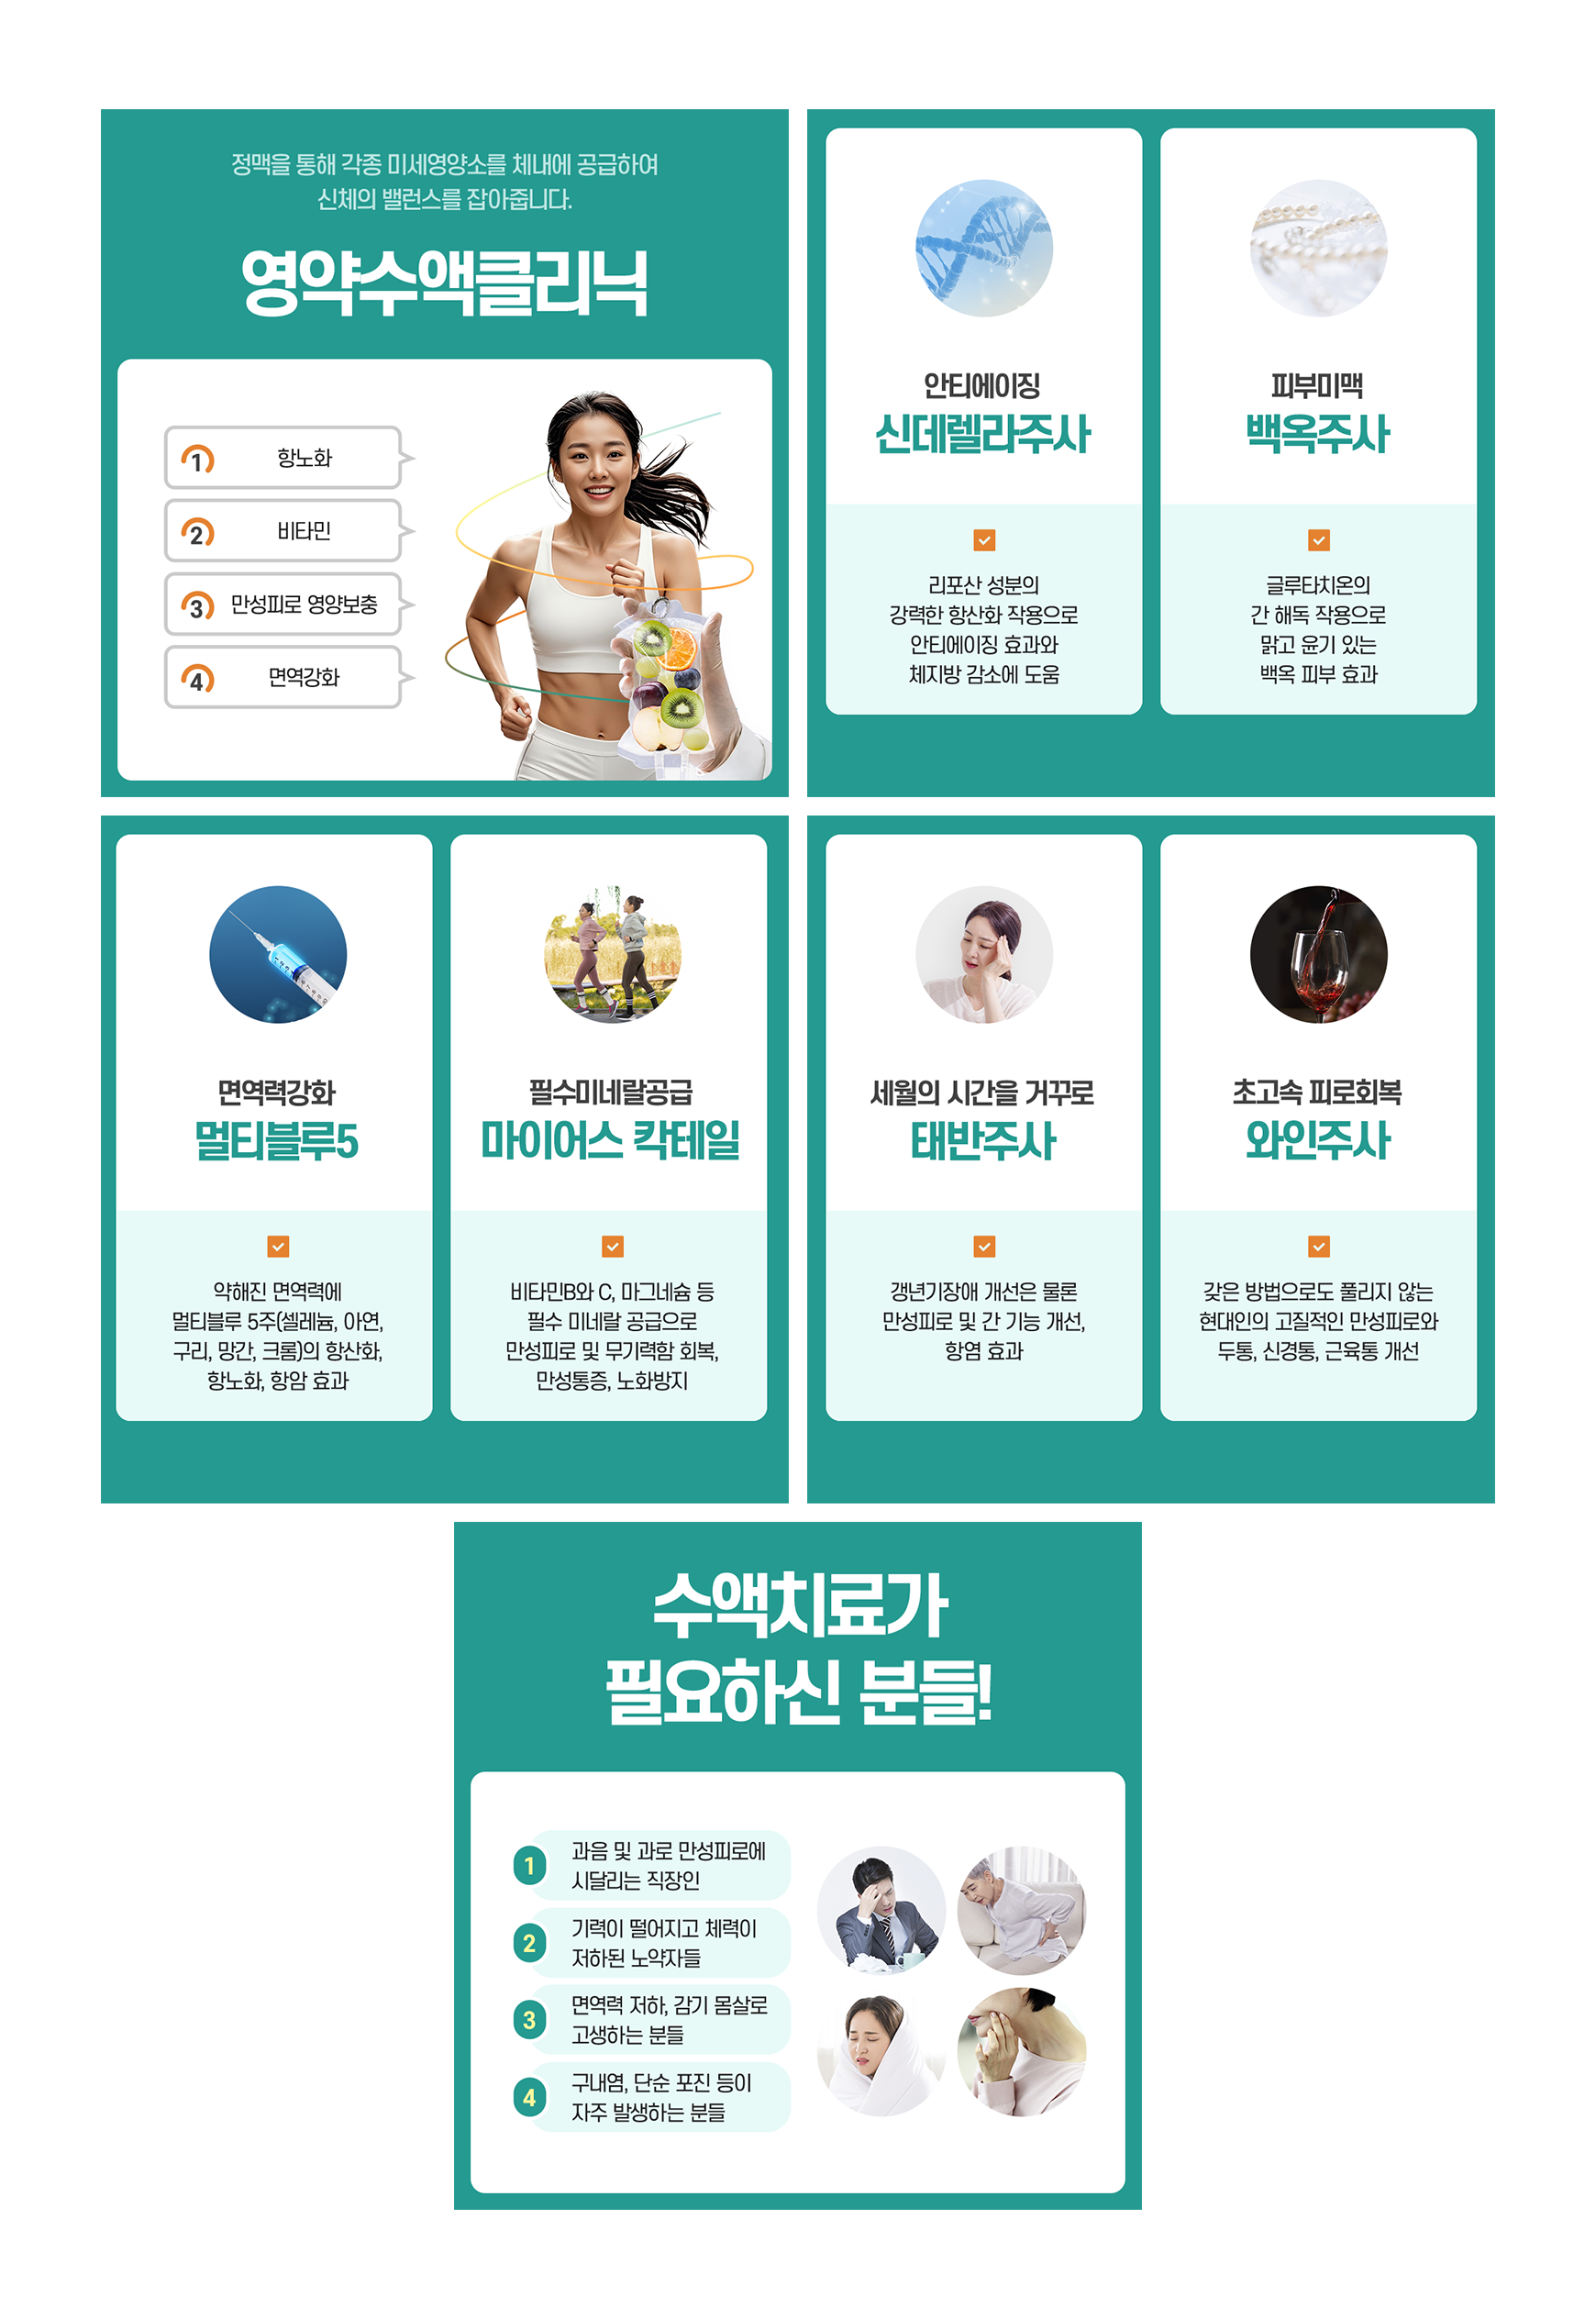 정맥을 통해 각종 미세영양소를 체내에 공급하여
신체의 밸런스를 잡아줍니다.
영약수액클리닉
1 항노화
2 비타민
3 만성피로 영양보충
4 면역강화
안티에이징
신데렐라주사
리포산 성분의
강력한 항산화 작용으로
안티에이징 효과와
체지방 감소에 도움
피부미맥
백옥주사
글루타치온의
간 해독 작용으로
맑고 윤기 있는
백옥 피부 효과
면역력강화
멀티블루5
약해진 면역력에
멀티블루 5주(셀레늄, 아연,
구리, 망간, 크롬)의 항산화,
항노화, 항암 효과
필수미네랄공급
마이어스 칵테일
비타민B와 C, 마그네슘 등
필수 미네랄 공급으로
만성피로 및 무기력함 회복,
만성통증, 노화방지
세월의 시간을 거꾸로
태반주사
갱년기장애 개선은 물론
만성피로 및 간 기능 개선,
항염 효과
초고속 피로회복
와인주사
갖은 방법으로도 풀리지 않는
현대인의 고질적인 만성피로와
두통, 신경통, 근육통 개선
수액치료가
필요하신 분들!
1 과음 및 과로 만성피로에
시달리는 직장인
2 기력이 떨어지고 체력이
저하된 노약자들
3 면역력 저하, 감기 몸살로
고생하는 분들
4 구내염, 단순 포진 등이
자주 발생하는 분들